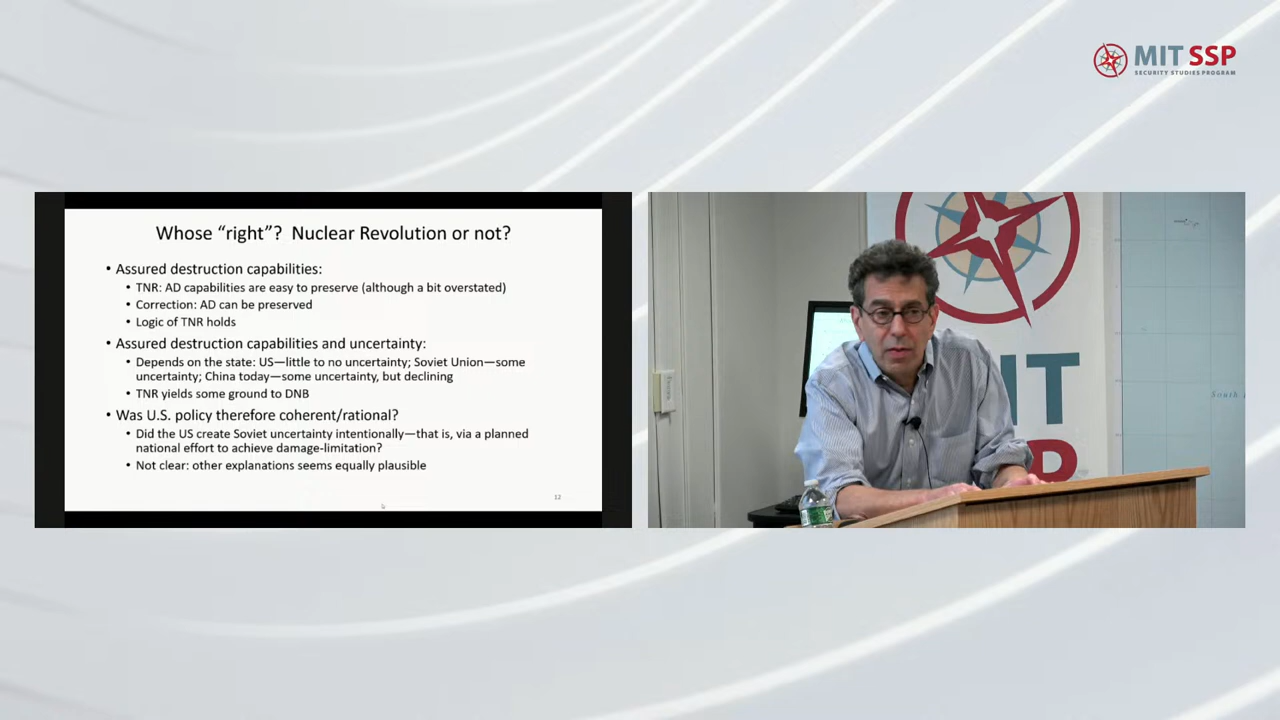 MIT SSP
SECURITY STUDIES PROGRAM
Whose “right”? Nuclear Revolution or not?
• Assured destruction capabilities:
• TNR: AD capabilities are easy to preserve (although a bit overstated)
• Correction: AD can be preserved
• Logic of TNR holds
• Assured destruction capabilities and uncertainty:
• Depends on the state: US—little to no uncertainty; Soviet Union—some
uncertainty; China today—some uncertainty, but declining
• TNR yields some ground to DNB
• Was U.S. policy therefore coherent/rational?
• Did the US create Soviet uncertainty intentionally—that is, via a planned
national effort to achieve damage-limitation?
• Not clear: other explanations seems equally plausible
12
IT
P
South